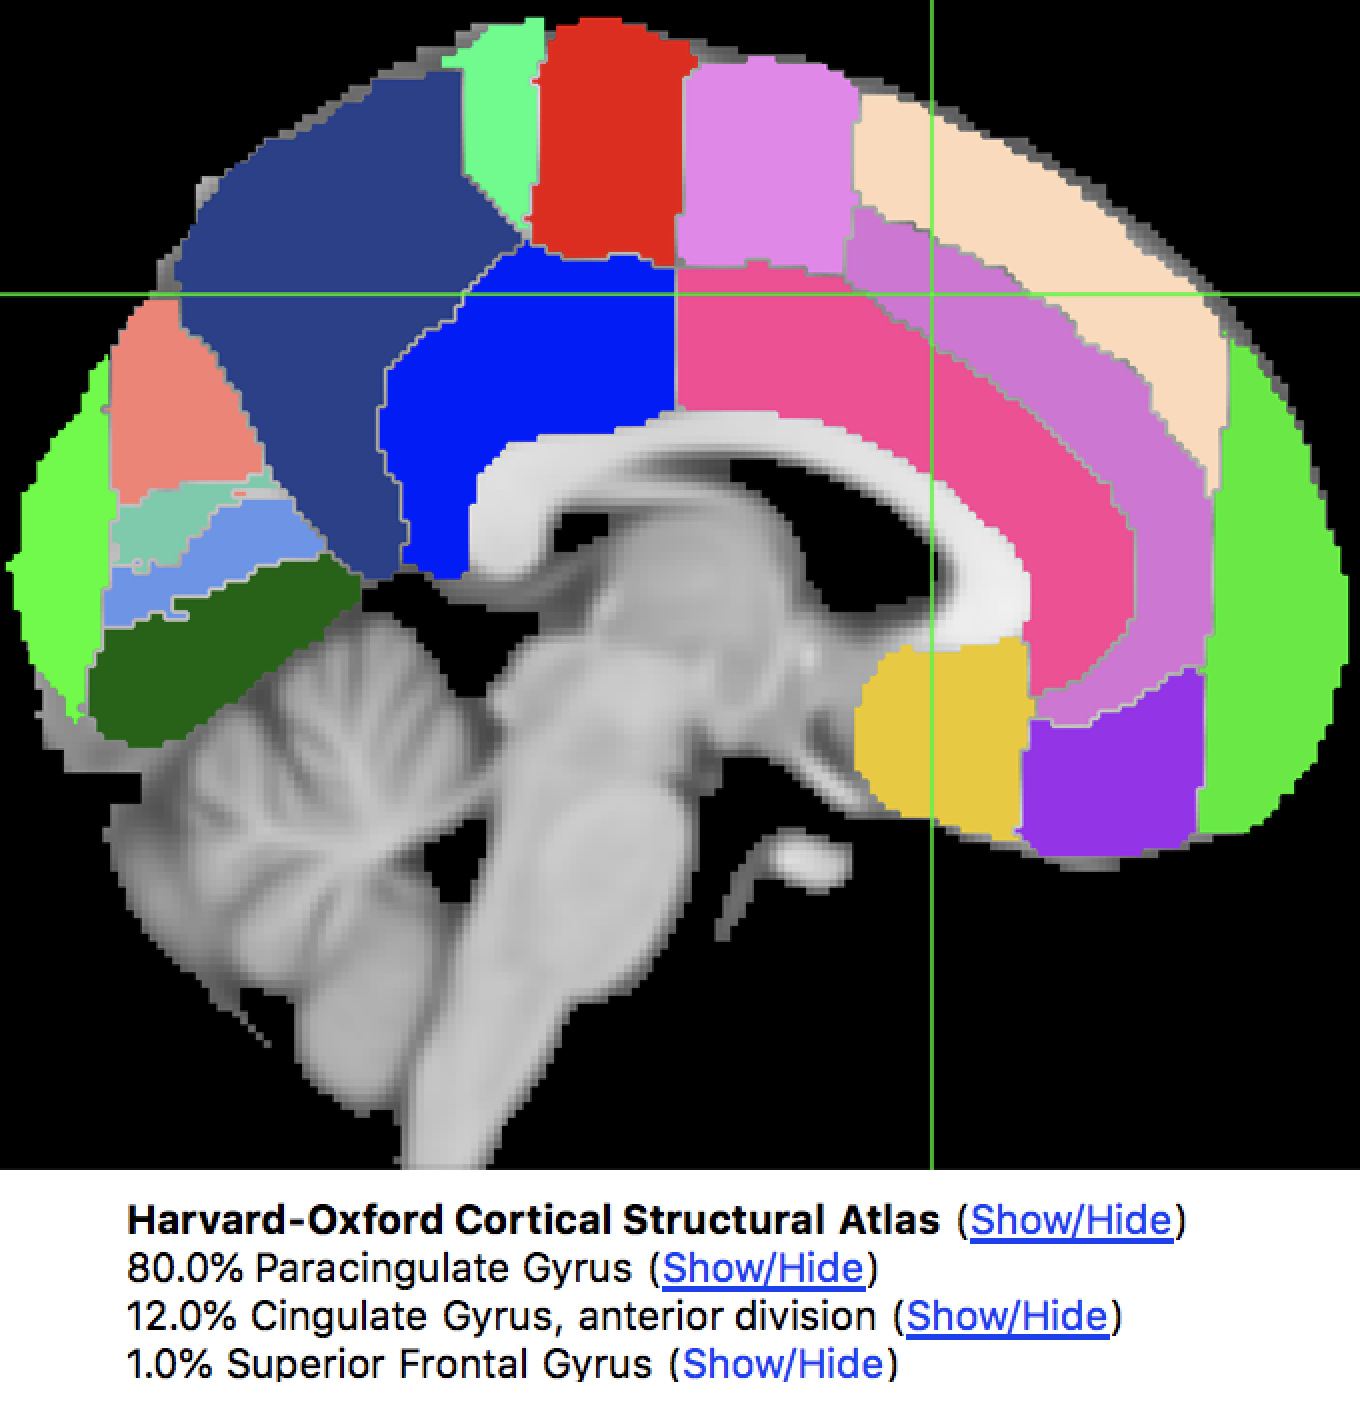 Harvard-Oxford Cortical Structural Atlas (Show/Hide)
80.0% Paracingulate Gyrus (Show/Hide)
12.0% Cingulate Gyrus, anterior division (Show/Hide)
1.0% Superior Frontal Gyrus (Show/Hide)